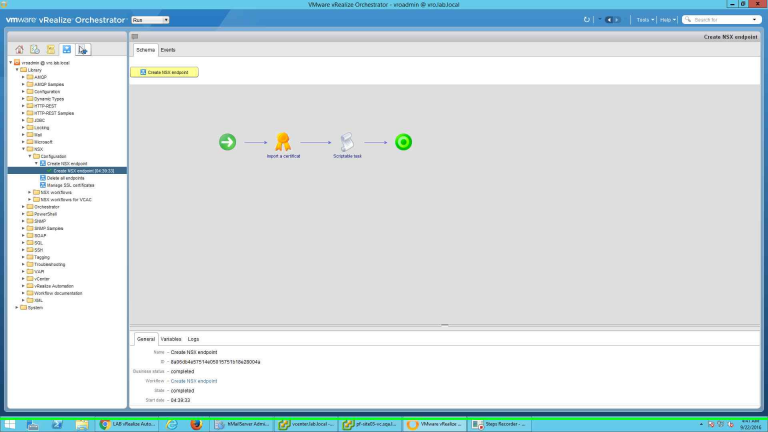 VMware vRealize Orchestrator - vroadmin @ vro.lab.local
vmware vRealize Orchestrator Run
Tools Help Search for
Create NSX endpoint
Schema Events
Create NSX endpoint
vroadmin @ vro.lab.local
Library
AMQP
AMQP Samples
Configuration
Dynamic Types
HTTP-REST
HTTP-REST Samples
JDBC
Locking
Mail
Microsoft
NSX
Configuration
Create NSX endpoint
Create NSX endpoint [04:39:33]
Delete all endpoints
Manage SSL certificates
NSX workflows
NSX workflows for VCAC
Orchestrator
PowerShell
SNMP
SNMP Samples
SOAP
SQL
SSH
Tagging
Troubleshooting
VAPI
vCenter
vRealize Automation
Workflow documentation
XML
System
Import a certificat
Scriptable task
General Variables Logs
Name - Create NSX endpoint
ID -
Business status - completed
Workflow - Create NSX endpoint
State - completed
Start date - 04:39:33
LAB vRealize Auto...
hMailServer Admi...
vcenter.lab.local -...
VMware vRealize ...
Steps Recorder - ...
9/22/2016